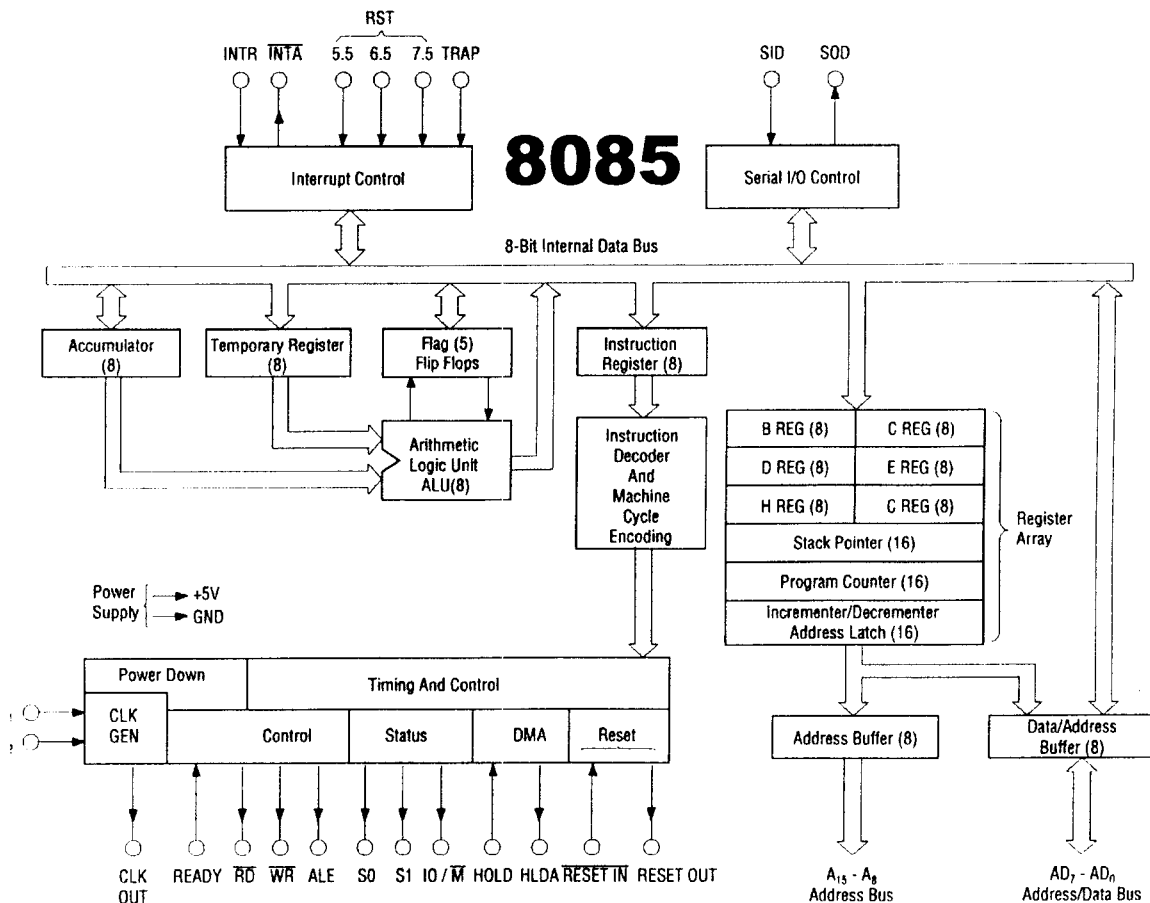 RST
INTR INTA 5.5 6.5 7.5 TRAP SID SOD
8085
Interrupt Control
Serial I/O Control
8-Bit Internal Data Bus
Accumulator
(8)
Temporary Register
(8)
Flag (5)
Flip Flops
Instruction
Register (8)
Arithmetic
Logic Unit
ALU(8)
Instruction
Decoder
And
Machine
Cycle
Encoding
B REG (8) C REG (8)
D REG (8) E REG (8)
H REG (8) C REG (8)
Stack Pointer (16)
Program Counter (16)
Incrementer/Decrementer
Address Latch (16)
Register
Array
Power
Supply
+5V
GND
Power Down
Timing And Control
CLK
GEN
Control Status DMA Reset
Address Buffer (8)
Data/Address
Buffer (8)
CLK
OUT
READY RD WR ALE S0 S1 IO / M HOLD HLDA RESET IN RESET OUT
A15 - A8
Address Bus
AD7 - AD0
Address/Data Bus